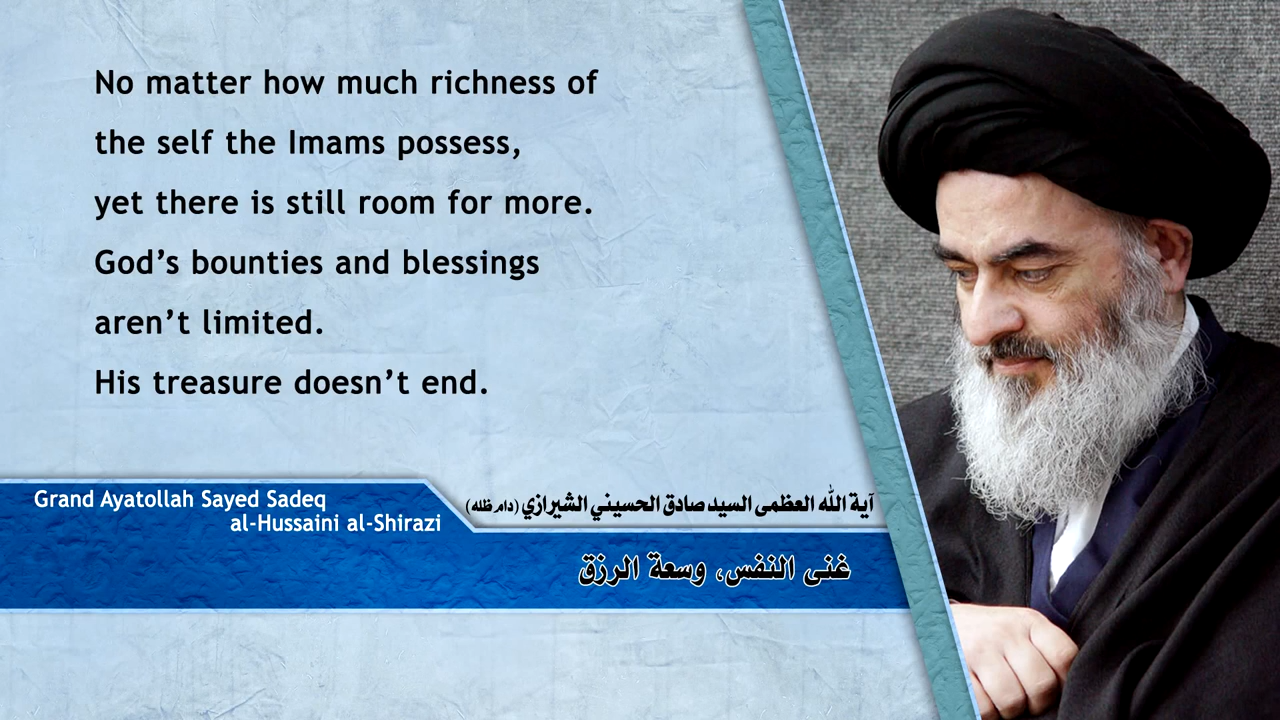 No matter how much richness of
the self the Imams possess,
yet there is still room for more.
God’s bounties and blessings
aren’t limited.
His treasure doesn’t end.
Grand Ayatollah Sayed Sadeq
al-Hussaini al-Shirazi
آية الله العظمى السيد صادق الحسيني الشيرازي (دام ظله)
غنى النفس، وسعة الرزق